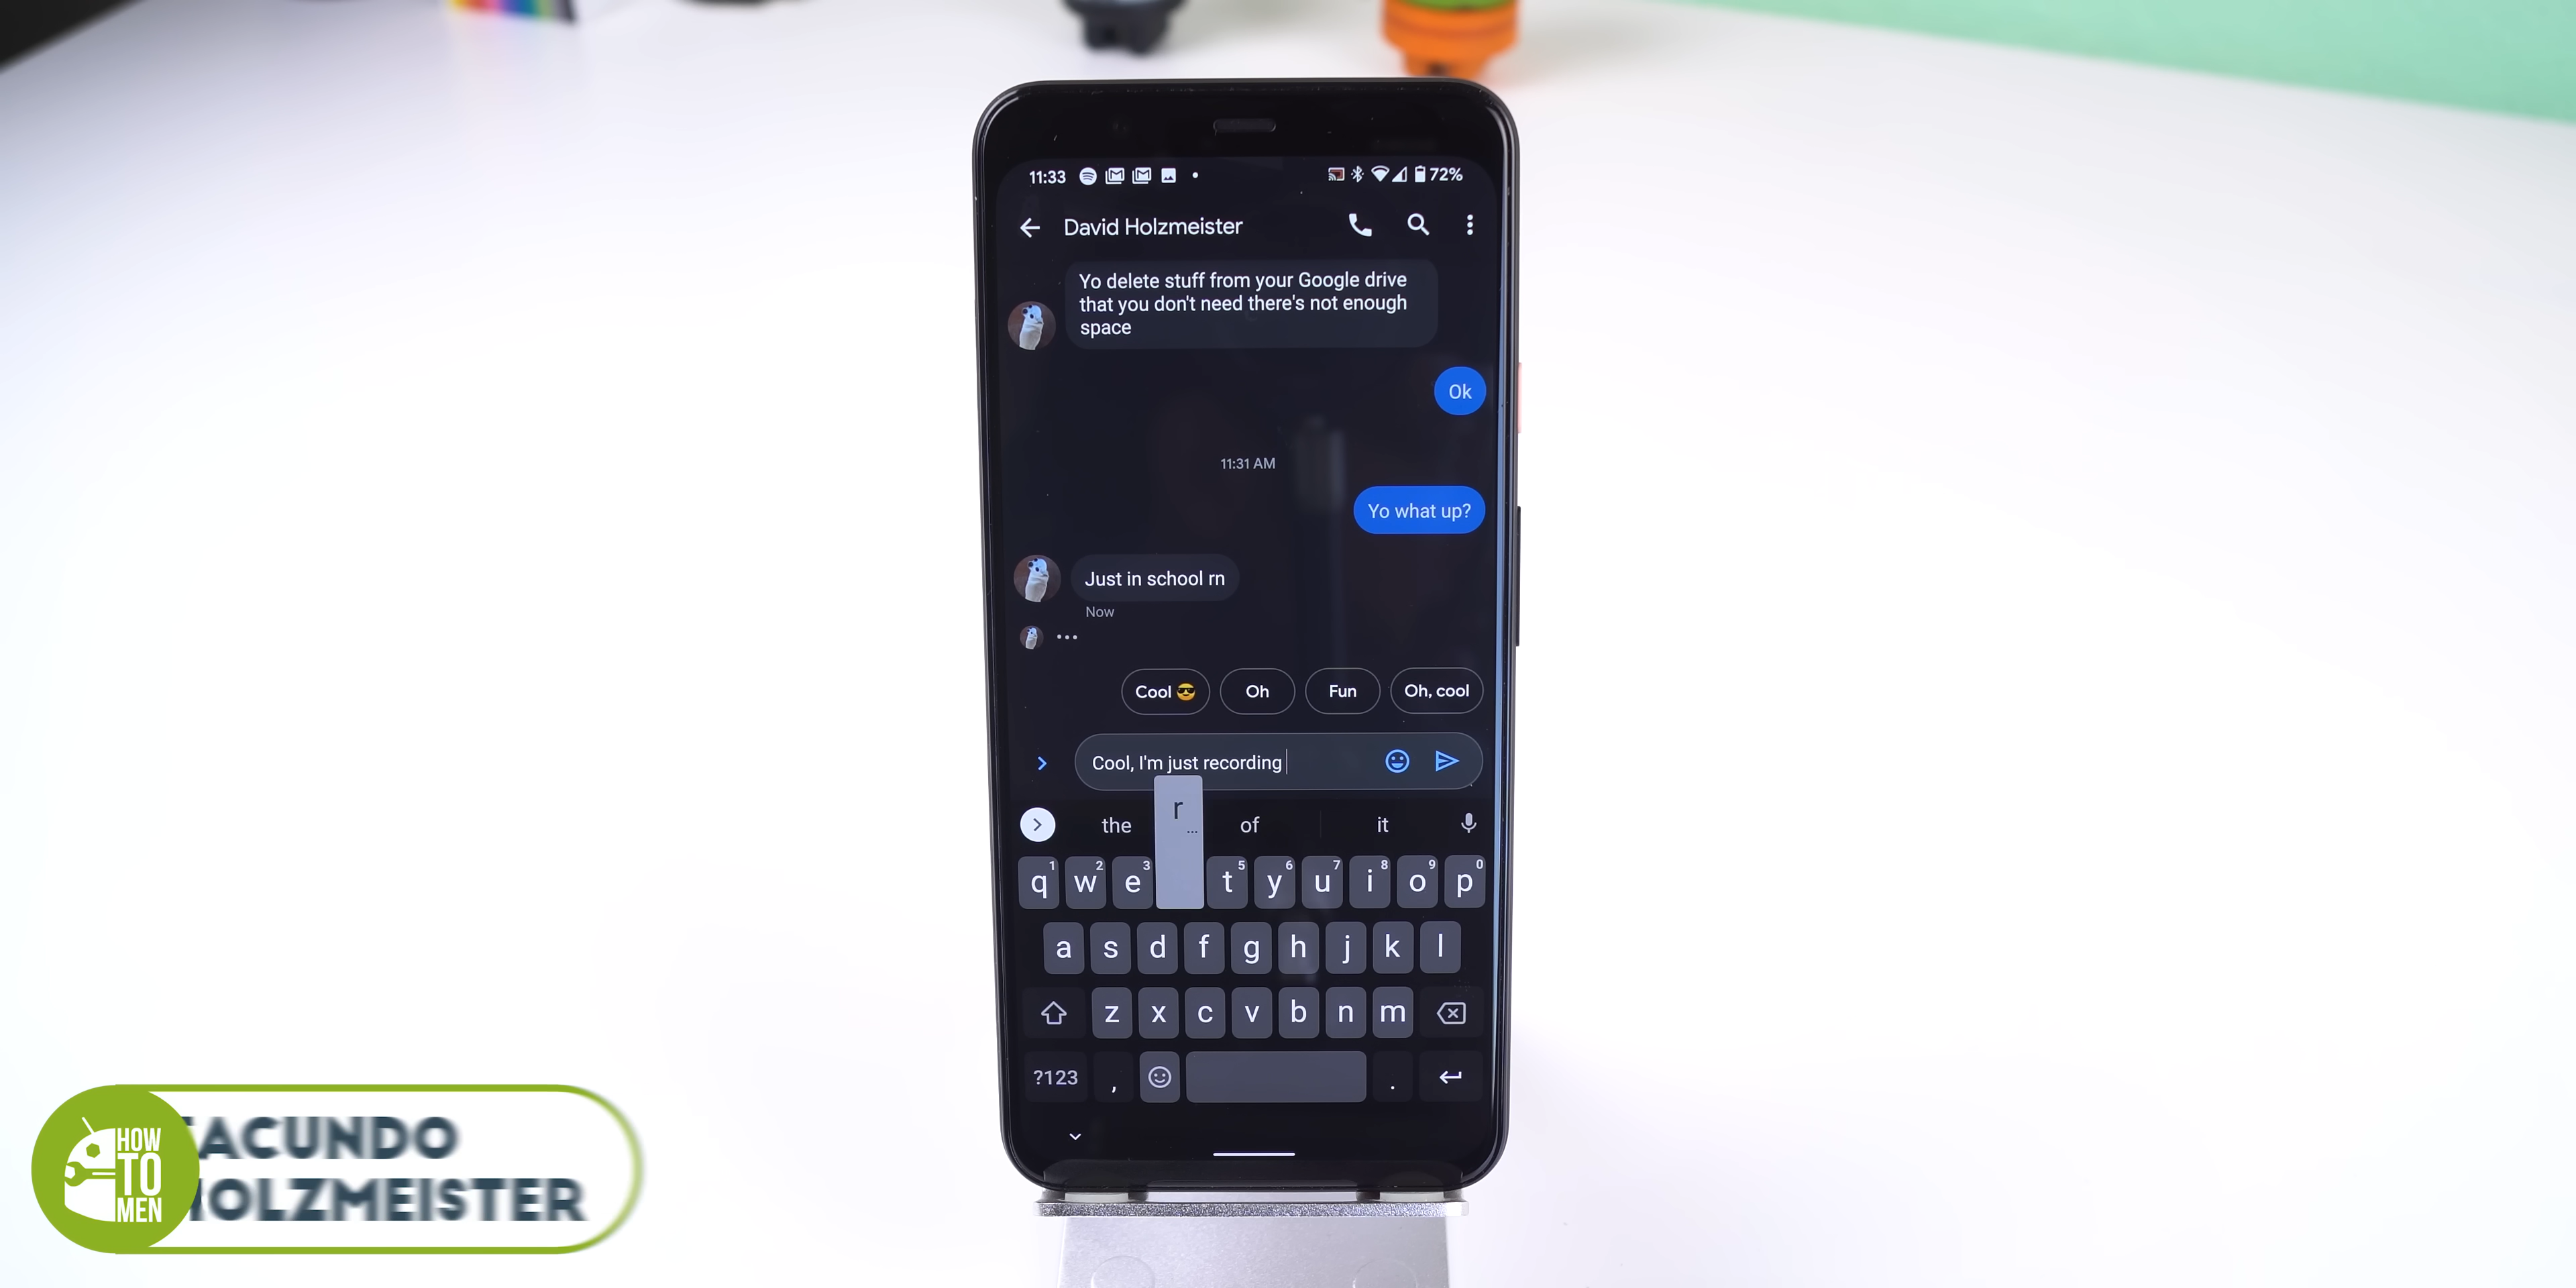 11:33
72%
David Holzmeister
Yo delete stuff from your Google drive
that you don't need there's not enough
space
Ok
11:31 AM
Yo what up?
Just in school rn
Now
Cool 😎 Oh Fun Oh, cool
Cool, I'm just recording
the of it
r
...
1 2 3 5 6 7 8 9 0
q w e t y u i o p
a s d f g h j k l
z x c v b n m
?123 , .
HOW
TO
MEN
ACUNDO
HOLZMEISTER